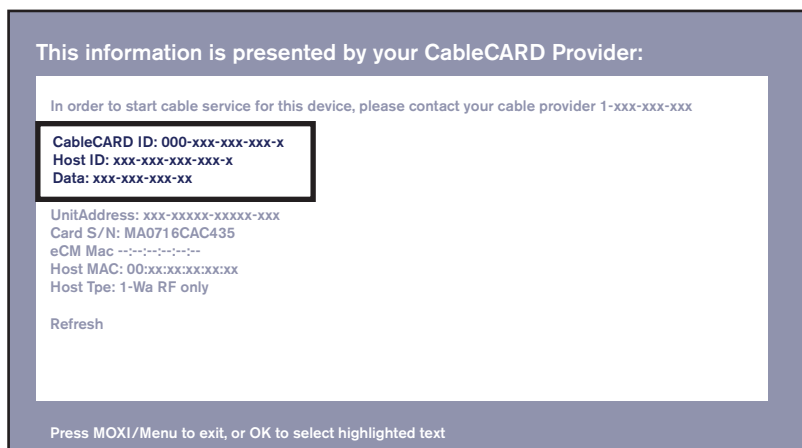 This information is presented by your CableCARD Provider:
In order to start cable service for this device, please contact your cable provider 1-xxx-xxx-xxx
CableCARD ID: 000-xxx-xxx-xxx-x
Host ID: xxx-xxx-xxx-xxx-x
Data: xxx-xxx-xxx-xx
UnitAddress: xxx-xxxxx-xxxxx-xxx
Card S/N: MA0716CAC435
eCM Mac --:--:--:--:--:--
Host MAC: 00:xx:xx:xx:xx:xx
Host Tpe: 1-Wa RF only
Refresh
Press MOXI/Menu to exit, or OK to select highlighted text